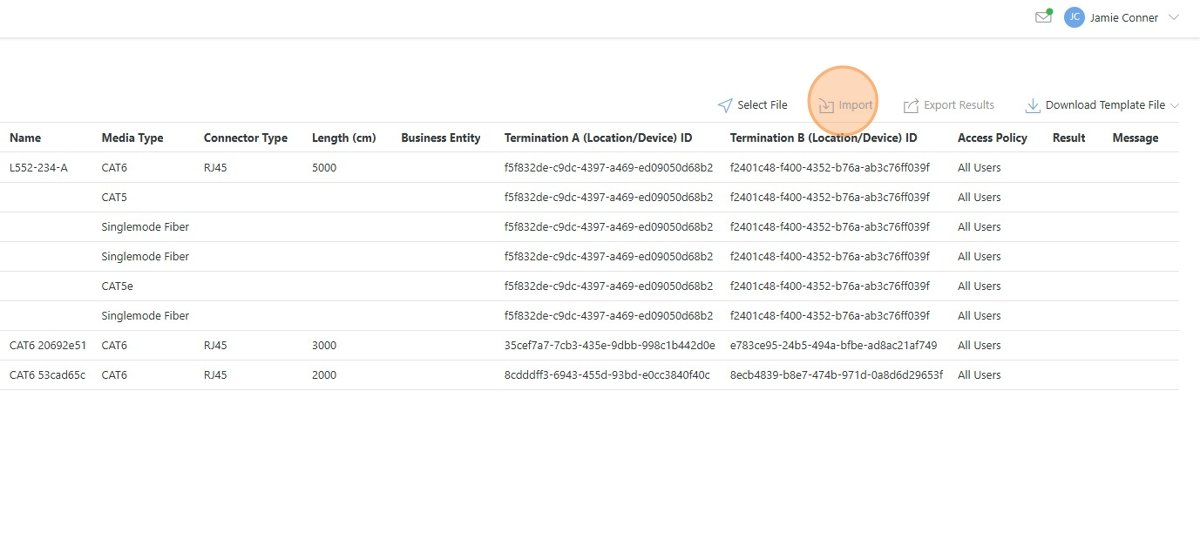 JC Jamie Conner
Select File Import Export Results Download Template File
Name Media Type Connector Type Length (cm) Business Entity Termination A (Location/Device) ID Termination B (Location/Device) ID Access Policy Result Message
L552-234-A CAT6 RJ45 5000 f5f832de-c9dc-4397-a469-ed09050d68b2 f2401c48-f400-4352-b76a-ab3c76ff039f All Users
CAT5 f5f832de-c9dc-4397-a469-ed09050d68b2 f2401c48-f400-4352-b76a-ab3c76ff039f All Users
Singlemode Fiber f5f832de-c9dc-4397-a469-ed09050d68b2 f2401c48-f400-4352-b76a-ab3c76ff039f All Users
Singlemode Fiber f5f832de-c9dc-4397-a469-ed09050d68b2 f2401c48-f400-4352-b76a-ab3c76ff039f All Users
CAT5e f5f832de-c9dc-4397-a469-ed09050d68b2 f2401c48-f400-4352-b76a-ab3c76ff039f All Users
Singlemode Fiber f5f832de-c9dc-4397-a469-ed09050d68b2 f2401c48-f400-4352-b76a-ab3c76ff039f All Users
CAT6 20692e51 CAT6 RJ45 3000 35cef7a7-7cb3-435e-9dbb-998c1b442d0e e783ce95-24b5-494a-bfbe-ad8ac21af749 All Users
CAT6 53cad65c CAT6 RJ45 2000 8cdddff3-6943-455d-93bd-e0cc3840f40c 8ecb4839-b8e7-474b-971d-0a8d6d29653f All Users